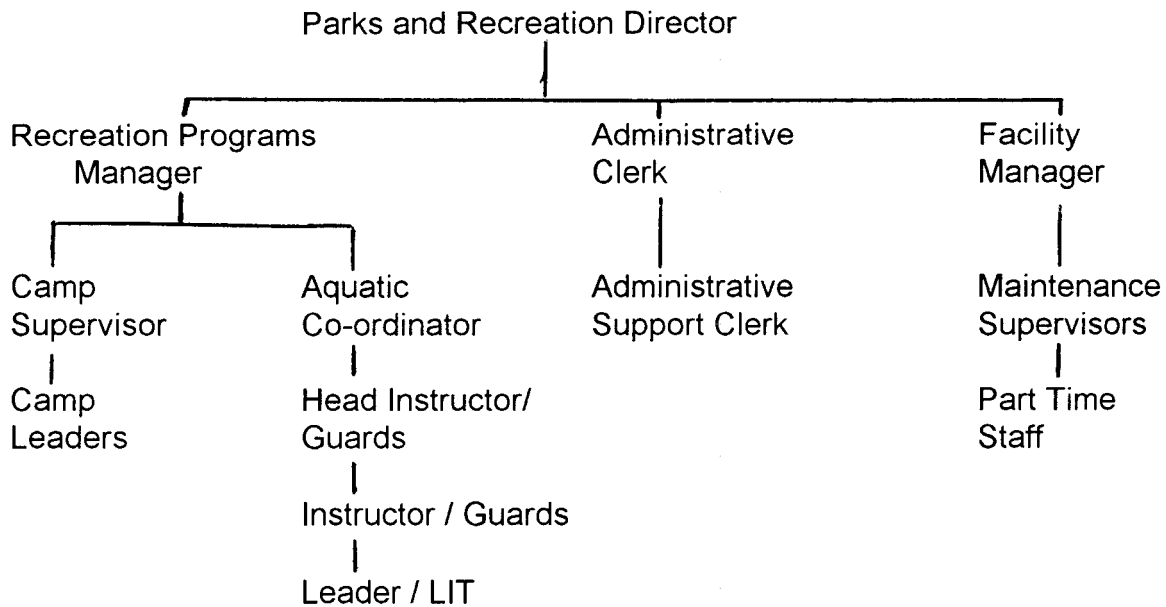 Parks and Recreation Director
Recreation Programs
Manager
Administrative
Clerk
Facility
Manager
Camp
Supervisor
Aquatic
Co-ordinator
Administrative
Support Clerk
Maintenance
Supervisors
Camp
Leaders
Head Instructor/
Guards
Part Time
Staff
Instructor / Guards
Leader / LIT